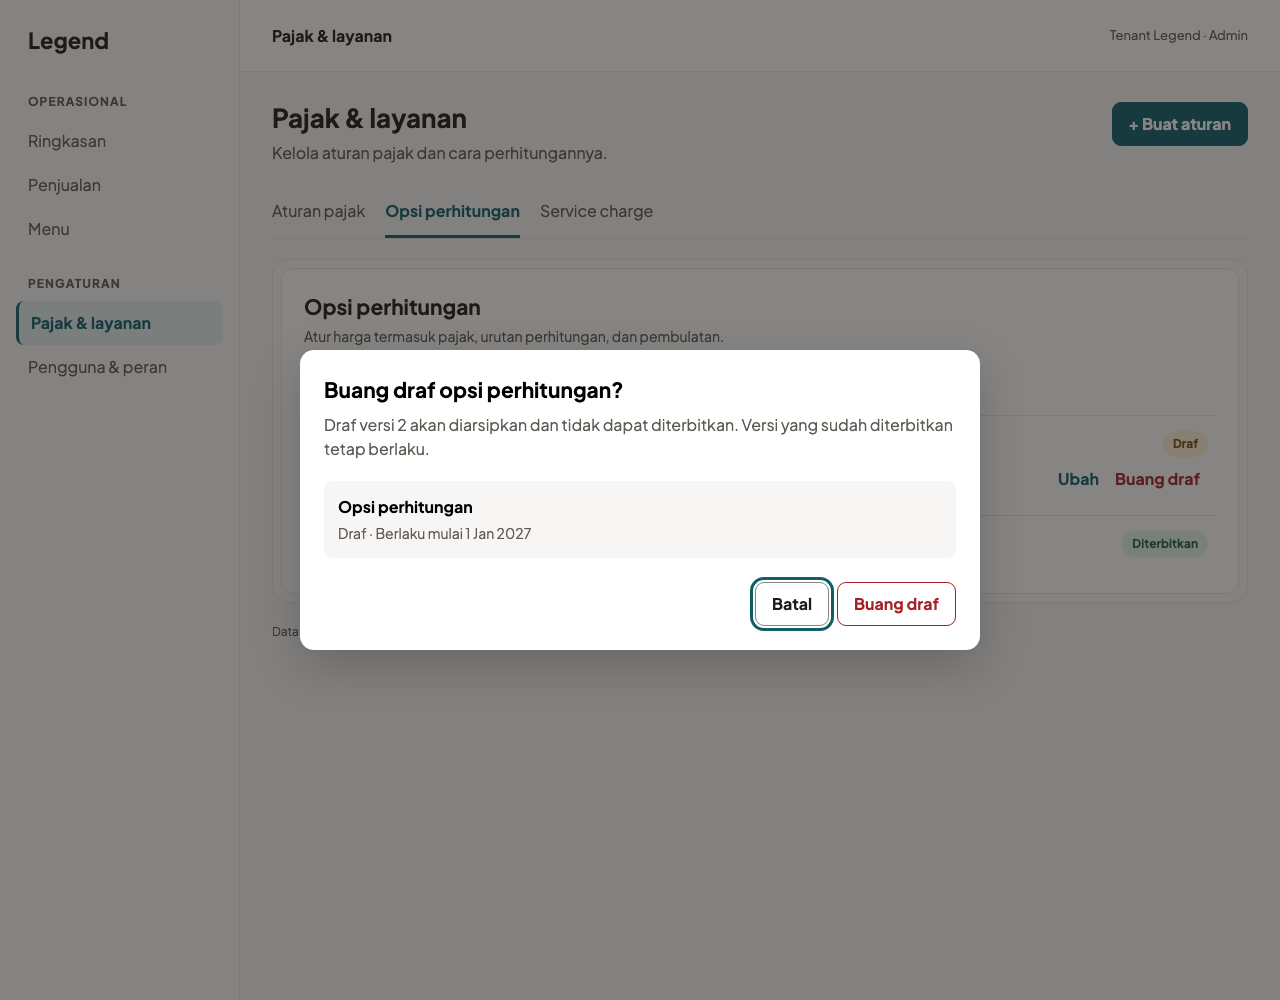 Legend
OPERASIONAL
Ringkasan
Penjualan
Menu
PENGATURAN
Pajak & layanan
Pengguna & peran
Pajak & layanan
Tenant Legend · Admin
Pajak & layanan
Kelola aturan pajak dan cara perhitungannya.
+ Buat aturan
Aturan pajak
Opsi perhitungan
Service charge
Opsi perhitungan
Atur harga termasuk pajak, urutan perhitungan, dan pembulatan.
Draf
Ubah
Buang draf
Diterbitkan
Data
Buang draf opsi perhitungan?
Draf versi 2 akan diarsipkan dan tidak dapat diterbitkan. Versi yang sudah diterbitkan
tetap berlaku.
Opsi perhitungan
Draf · Berlaku mulai 1 Jan 2027
Batal
Buang draf